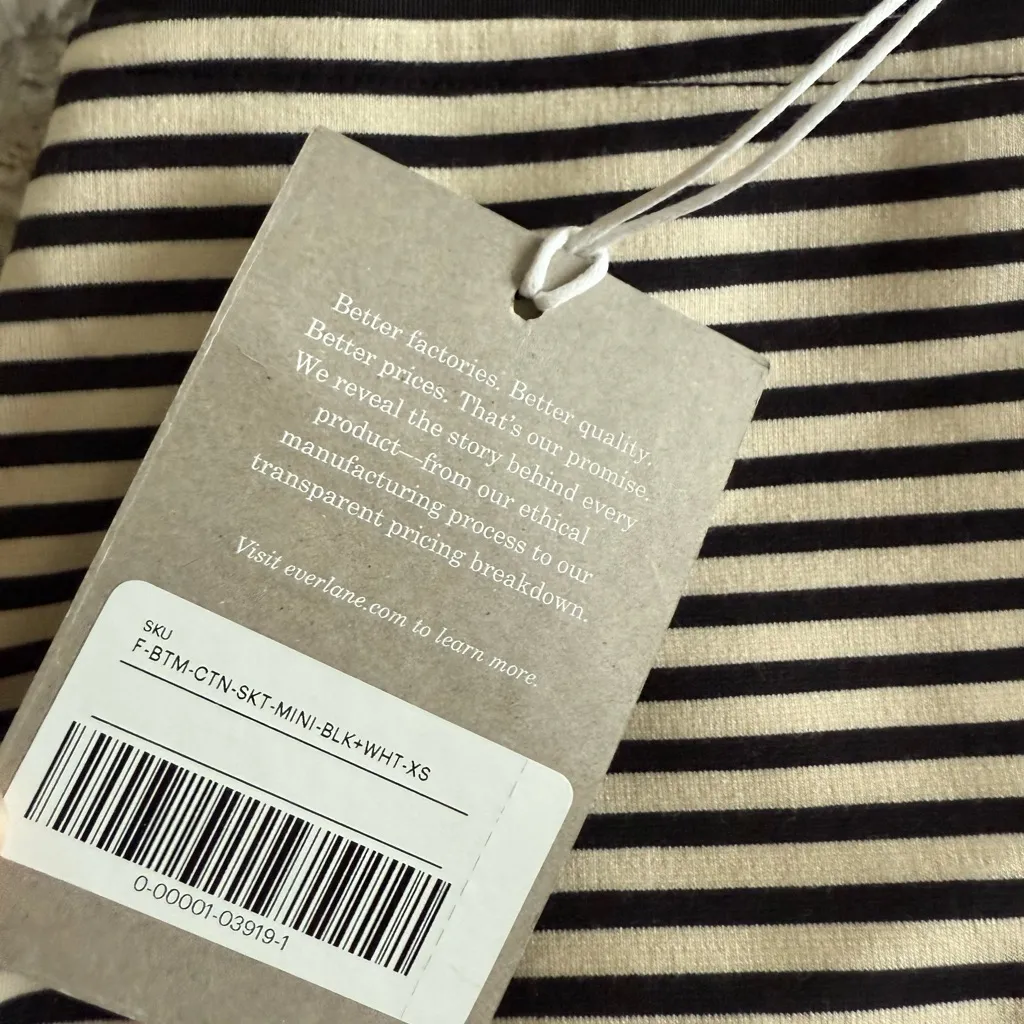 Better factories. Better quality.
Better prices. That's our promise.
We reveal the story behind every
product—from our ethical
manufacturing process to our
transparent pricing breakdown.
Visit everlane.com to learn more.
SKU
F-BTM-CTN-SKT-MINI-BLK+WHT-XS
0-00001-03919-1